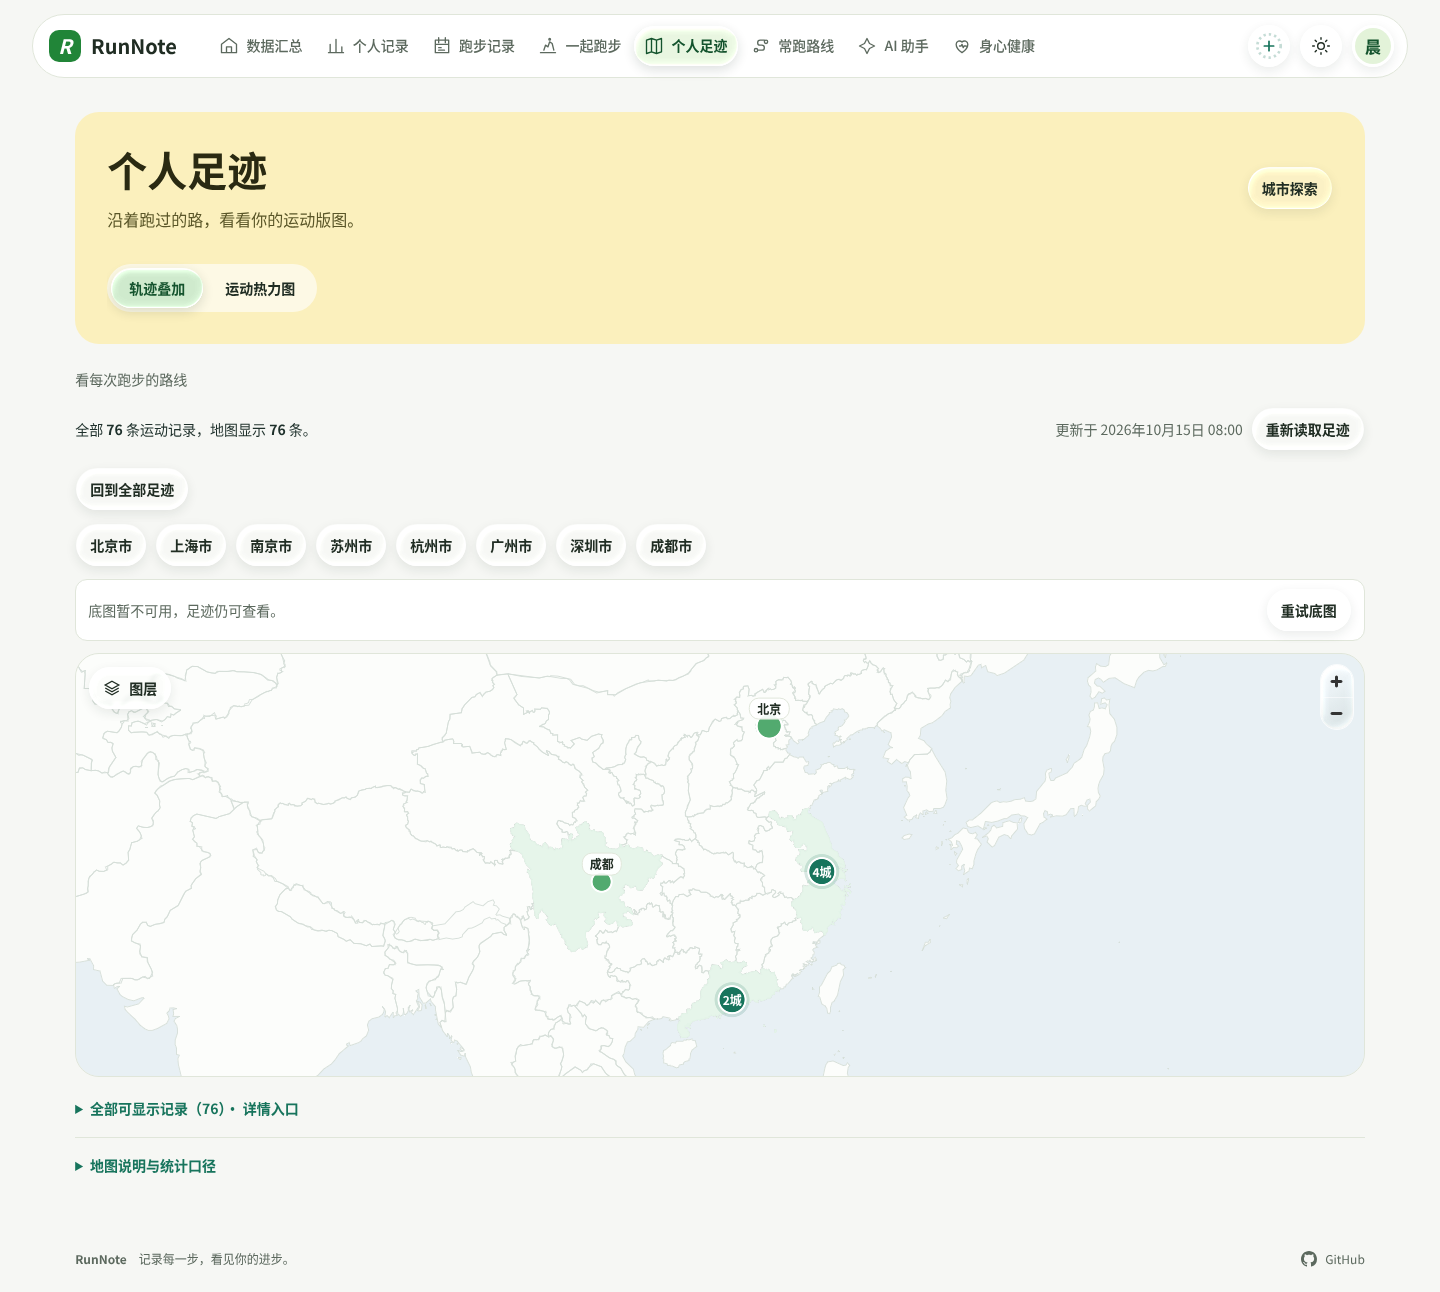 R RunNote 数据汇总 个人记录 跑步记录 一起跑步 个人足迹 常跑路线 AI 助手 身心健康 晨
个人足迹
城市探索
沿着跑过的路，看看你的运动版图。
轨迹叠加 运动热力图
看每次跑步的路线
全部 76 条运动记录，地图显示 76 条。 更新于 2026年10月15日 08:00 重新读取足迹
回到全部足迹
北京市 上海市 南京市 苏州市 杭州市 广州市 深圳市 成都市
底图暂不可用，足迹仍可查看。 重试底图
图层
北京
成都
4城
2城
全部可显示记录（76）· 详情入口
地图说明与统计口径
RunNote 记录每一步，看见你的进步。 GitHub